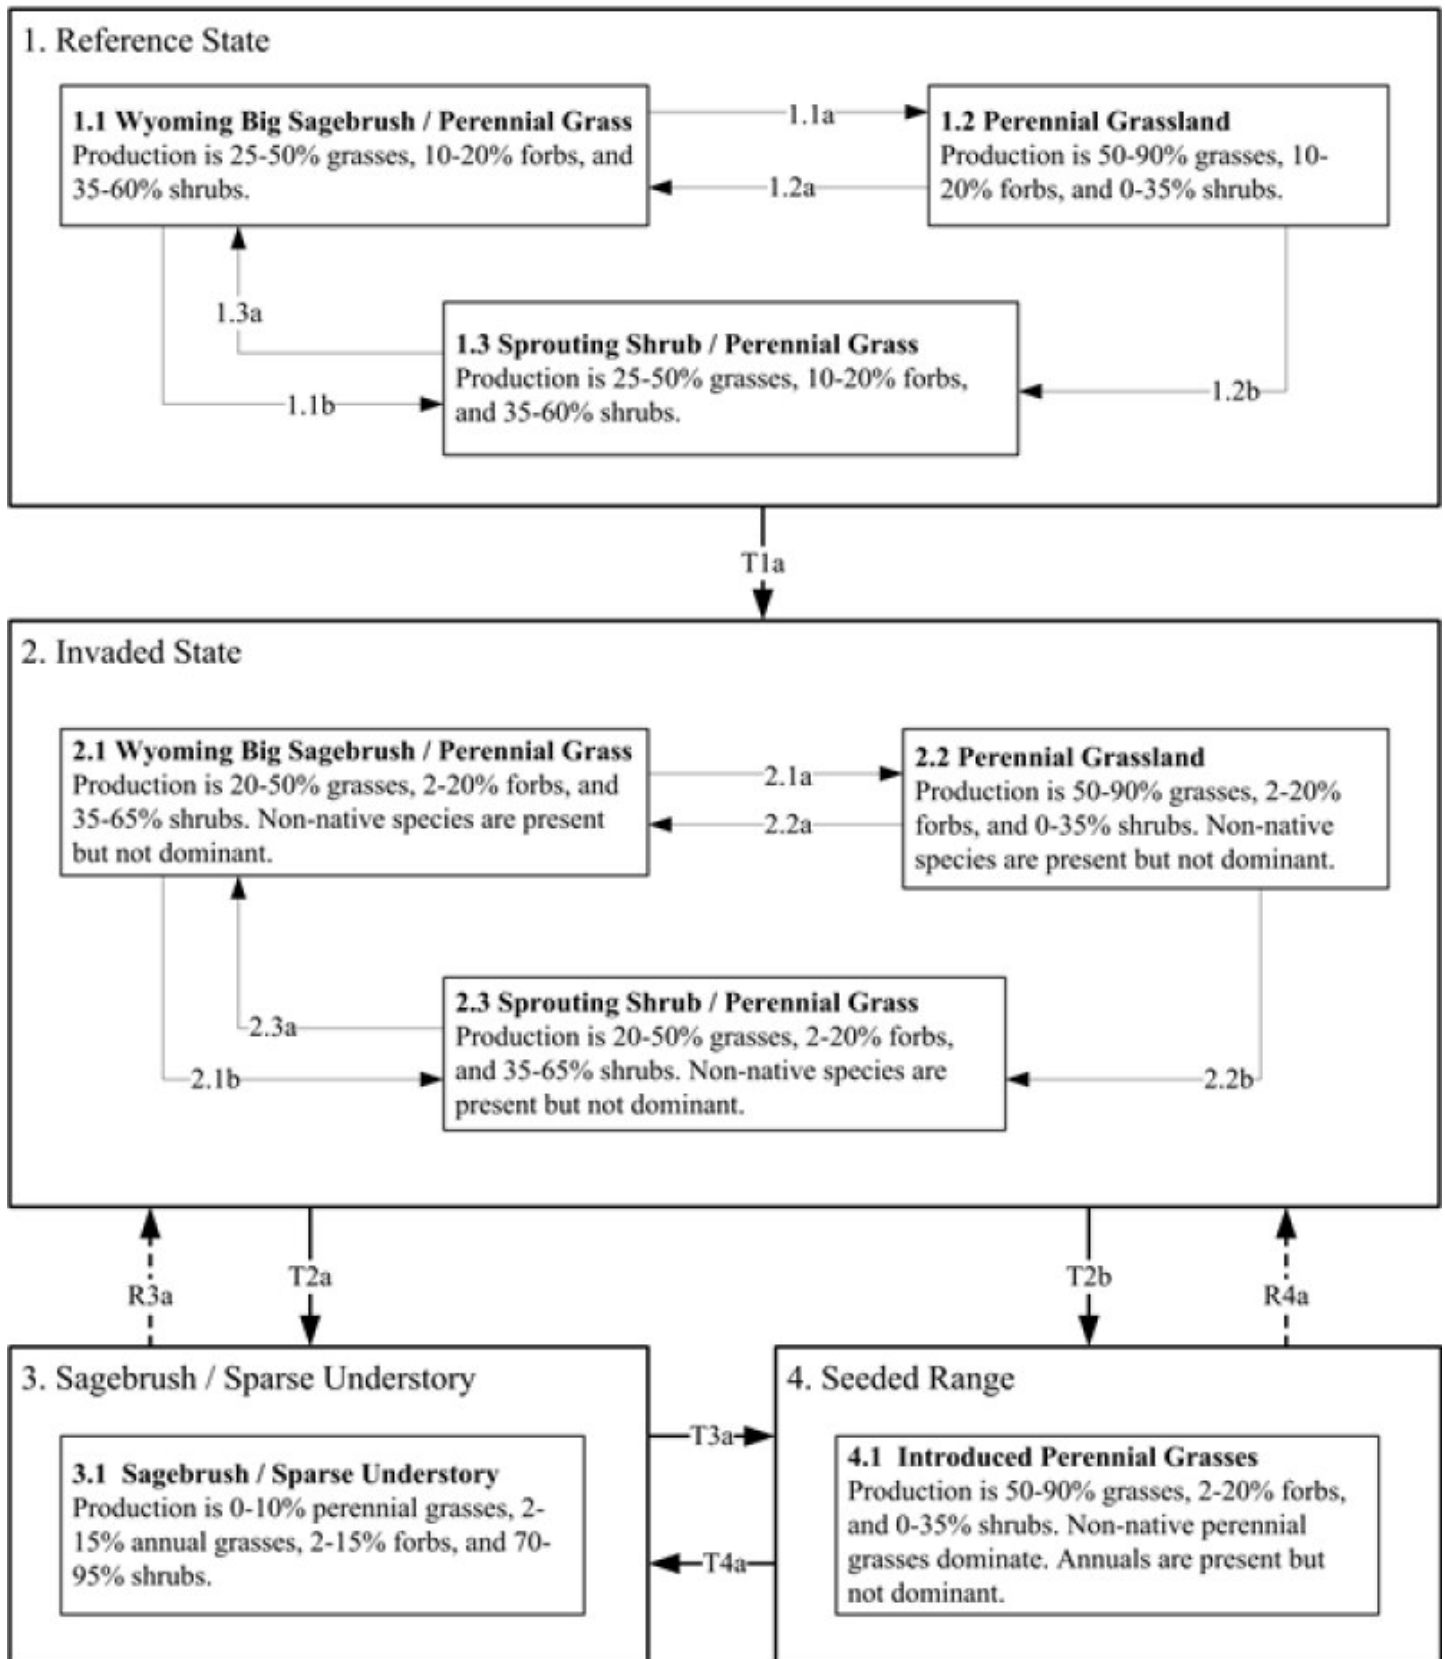 1. Reference State
1.1 Wyoming Big Sagebrush / Perennial Grass
Production is 25-50% grasses, 10-20% forbs, and
35-60% shrubs.
1.1a
1.2a
1.2 Perennial Grassland
Production is 50-90% grasses, 10-
20% forbs, and 0-35% shrubs.
1.3a
1.1b
1.3 Sprouting Shrub / Perennial Grass
Production is 25-50% grasses, 10-20% forbs,
and 35-60% shrubs.
1.2b
T1a
2. Invaded State
2.1 Wyoming Big Sagebrush / Perennial Grass
Production is 20-50% grasses, 2-20% forbs, and
35-65% shrubs. Non-native species are present
but not dominant.
2.1a
2.2a
2.2 Perennial Grassland
Production is 50-90% grasses, 2-20%
forbs, and 0-35% shrubs. Non-native
species are present but not dominant.
2.3a
2.1b
2.3 Sprouting Shrub / Perennial Grass
Production is 20-50% grasses, 2-20% forbs,
and 35-65% shrubs. Non-native species are
present but not dominant.
2.2b
R3a
T2a
T2b
R4a
3. Sagebrush / Sparse Understory
3.1 Sagebrush / Sparse Understory
Production is 0-10% perennial grasses, 2-
15% annual grasses, 2-15% forbs, and 70-
95% shrubs.
T3a
T4a
4. Seeded Range
4.1 Introduced Perennial Grasses
Production is 50-90% grasses, 2-20% forbs,
and 0-35% shrubs. Non-native perennial
grasses dominate. Annuals are present but
not dominant.